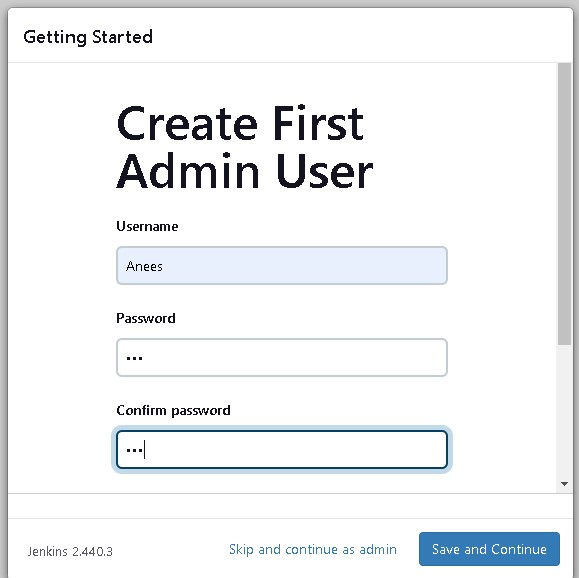 Getting Started
Create First
Admin User
Username
Anees
Password
•••
Confirm password
•••
Jenkins 2.440.3
Skip and continue as admin
Save and Continue